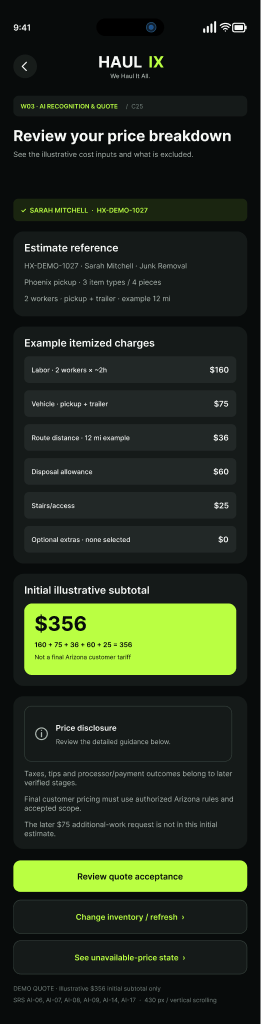 9:41
HAUL IX
We Haul It All.
W03 · AI RECOGNITION & QUOTE / C25
Review your price breakdown
See the illustrative cost inputs and what is excluded.
✓ SARAH MITCHELL · HX-DEMO-1027
Estimate reference
HX-DEMO-1027 · Sarah Mitchell · Junk Removal
Phoenix pickup · 3 item types / 4 pieces
2 workers · pickup + trailer · example 12 mi
Example itemized charges
Labor · 2 workers × ~2h $160
Vehicle · pickup + trailer $75
Route distance · 12 mi example $36
Disposal allowance $60
Stairs/access $25
Optional extras · none selected $0
Initial illustrative subtotal
$356
160 + 75 + 36 + 60 + 25 = 356
Not a final Arizona customer tariff
Price disclosure
Review the detailed guidance below.
Taxes, tips and processor/payment outcomes belong to later
verified stages.
Final customer pricing must use authorized Arizona rules and
accepted scope.
The later $75 additional-work request is not in this initial
estimate.
Review quote acceptance
Change inventory / refresh ›
See unavailable-price state ›
DEMO QUOTE · Illustrative $356 initial subtotal only
SRS AI-06, AI-07, AI-08, AI-09, AI-14, AI-17 · 430 px / vertical scrolling